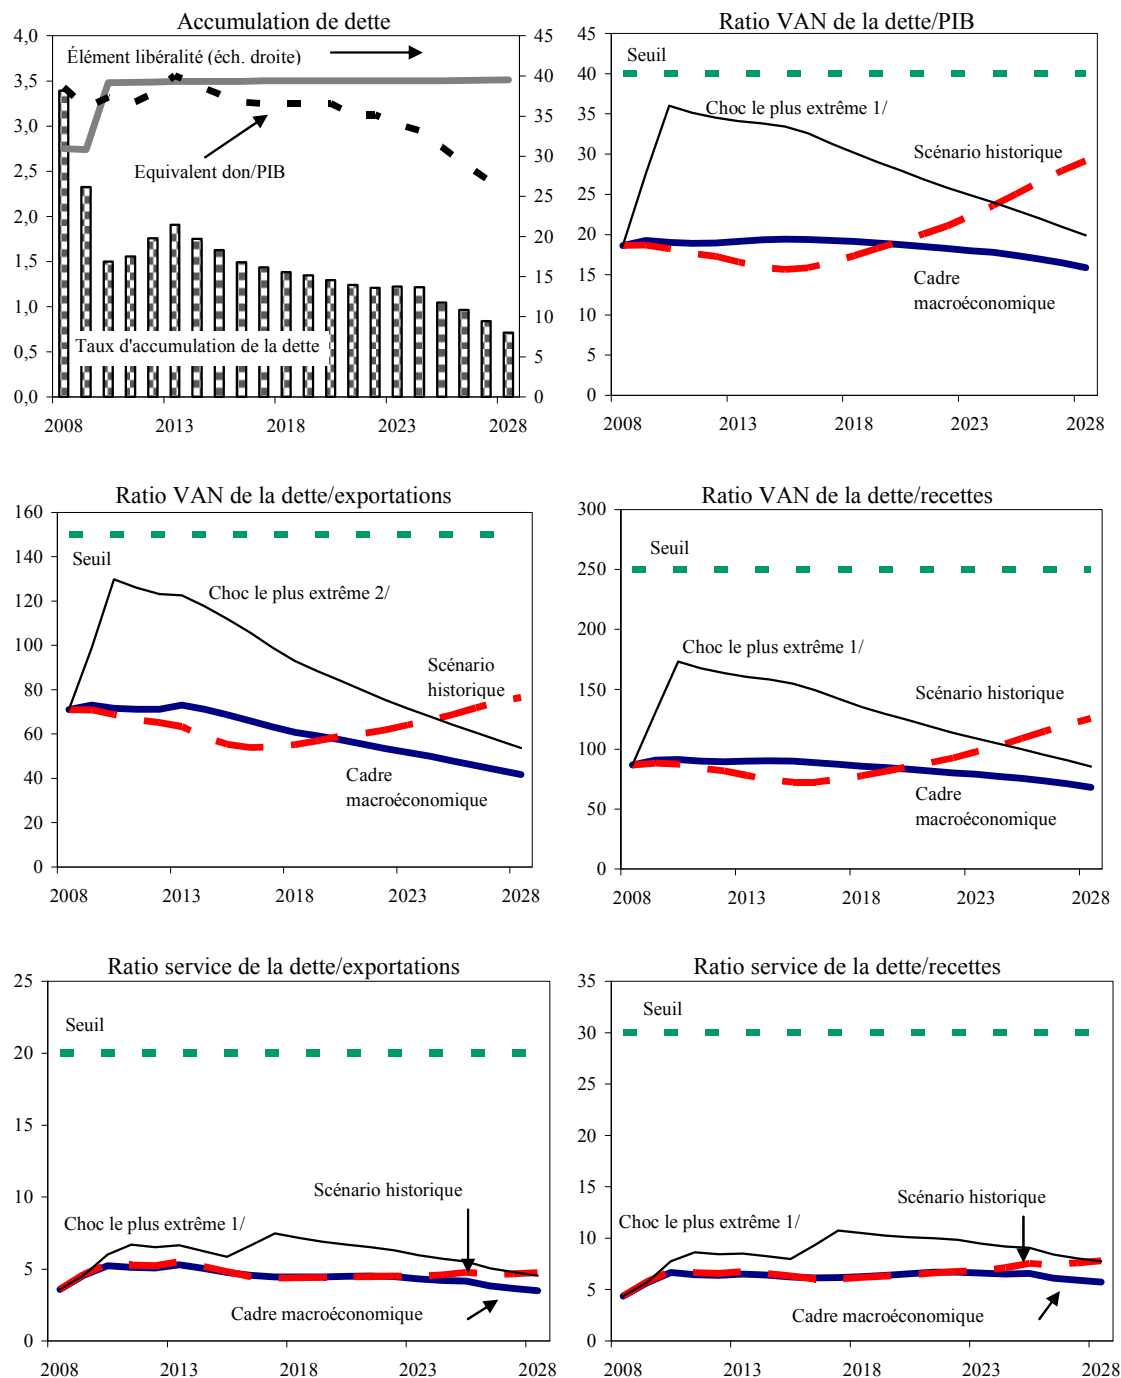 Accumulation de dette
4,0
3,5
3,0
2,5
2,0
1,5
1,0
0,5
0,0
45
40
35
30
25
20
15
10
5
0
Élément libéralité (éch. droite)
Equivalent don/PIB
Taux d'accumulation de la dette
2008 2013 2018 2023 2028
Ratio VAN de la dette/PIB
45
40
35
30
25
20
15
10
5
0
Seuil
Choc le plus extrême 1/
Scénario historique
Cadre
macroéconomique
2008 2013 2018 2023 2028
Ratio VAN de la dette/exportations
160
140
120
100
80
60
40
20
0
Seuil
Choc le plus extrême 2/
Scénario
historique
Cadre
macroéconomique
2008 2013 2018 2023 2028
Ratio VAN de la dette/recettes
300
250
200
150
100
50
0
Seuil
Choc le plus extrême 1/
Scénario historique
Cadre
macroéconomique
2008 2013 2018 2023 2028
Ratio service de la dette/exportations
25
20
15
10
5
0
Seuil
Scénario historique
Choc le plus extrême 1/
Cadre macroéconomique
2008 2013 2018 2023 2028
Ratio service de la dette/recettes
35
30
25
20
15
10
5
0
Seuil
Scénario historique
Choc le plus extrême 1/
Cadre macroéconomique
2008 2013 2018 2023 2028